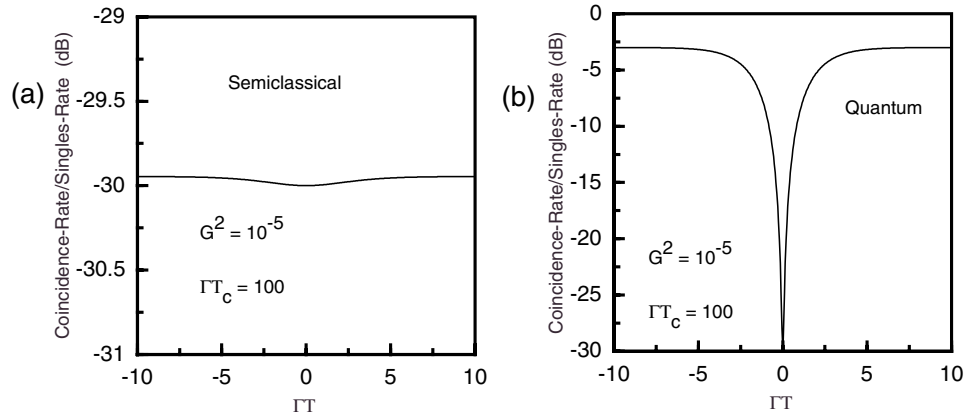 (a)
Coincidence-Rate/Singles-Rate (dB)
-29
-29.5
-30
-30.5
-31
Semiclassical
G² = 10⁻⁵
ΓT_c = 100
-10
-5
0
5
10
ΓT
(b)
Coincidence-Rate/Singles-Rate (dB)
0
-5
-10
-15
-20
-25
-30
Quantum
G² = 10⁻⁵
ΓT_c = 100
-10
-5
0
5
10
ΓT